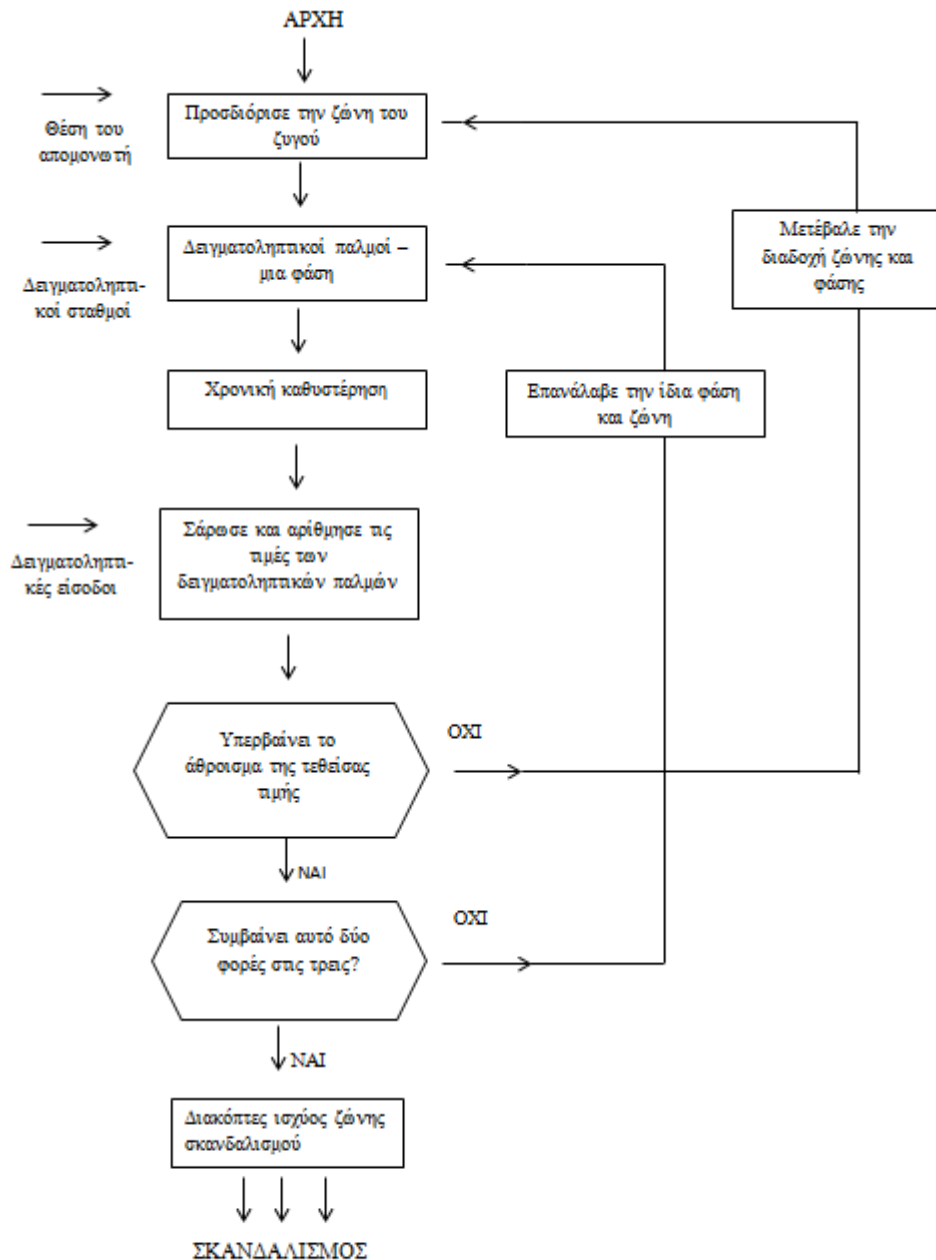 ΑΡΧΗ
Προσδιόρισε την ζώνη του
ζυγού
Θέση του
απομονωτή
Μετέβαλε την
διαδοχή ζώνης και
φάσης
Δειγματοληπτικοί παλμοί –
μια φάση
Δειγματοληπτι-
κοί σταθμοί
Χρονική καθυστέρηση
Επανάλαβε την ίδια φάση
και ζώνη
Σάρωσε και αρίθμησε τις
τιμές των
δειγματοληπτικών παλμών
Δειγματοληπτι-
κές είσοδοι
Υπερβαίνει το
άθροισμα της τεθείσας
τιμής
ΟΧΙ
ΝΑΙ
Συμβαίνει αυτό δύο
φορές στις τρεις?
ΟΧΙ
ΝΑΙ
Διακόπτες ισχύος ζώνης
σκανδαλισμού
ΣΚΑΝΔΑΛΙΣΜΟΣ